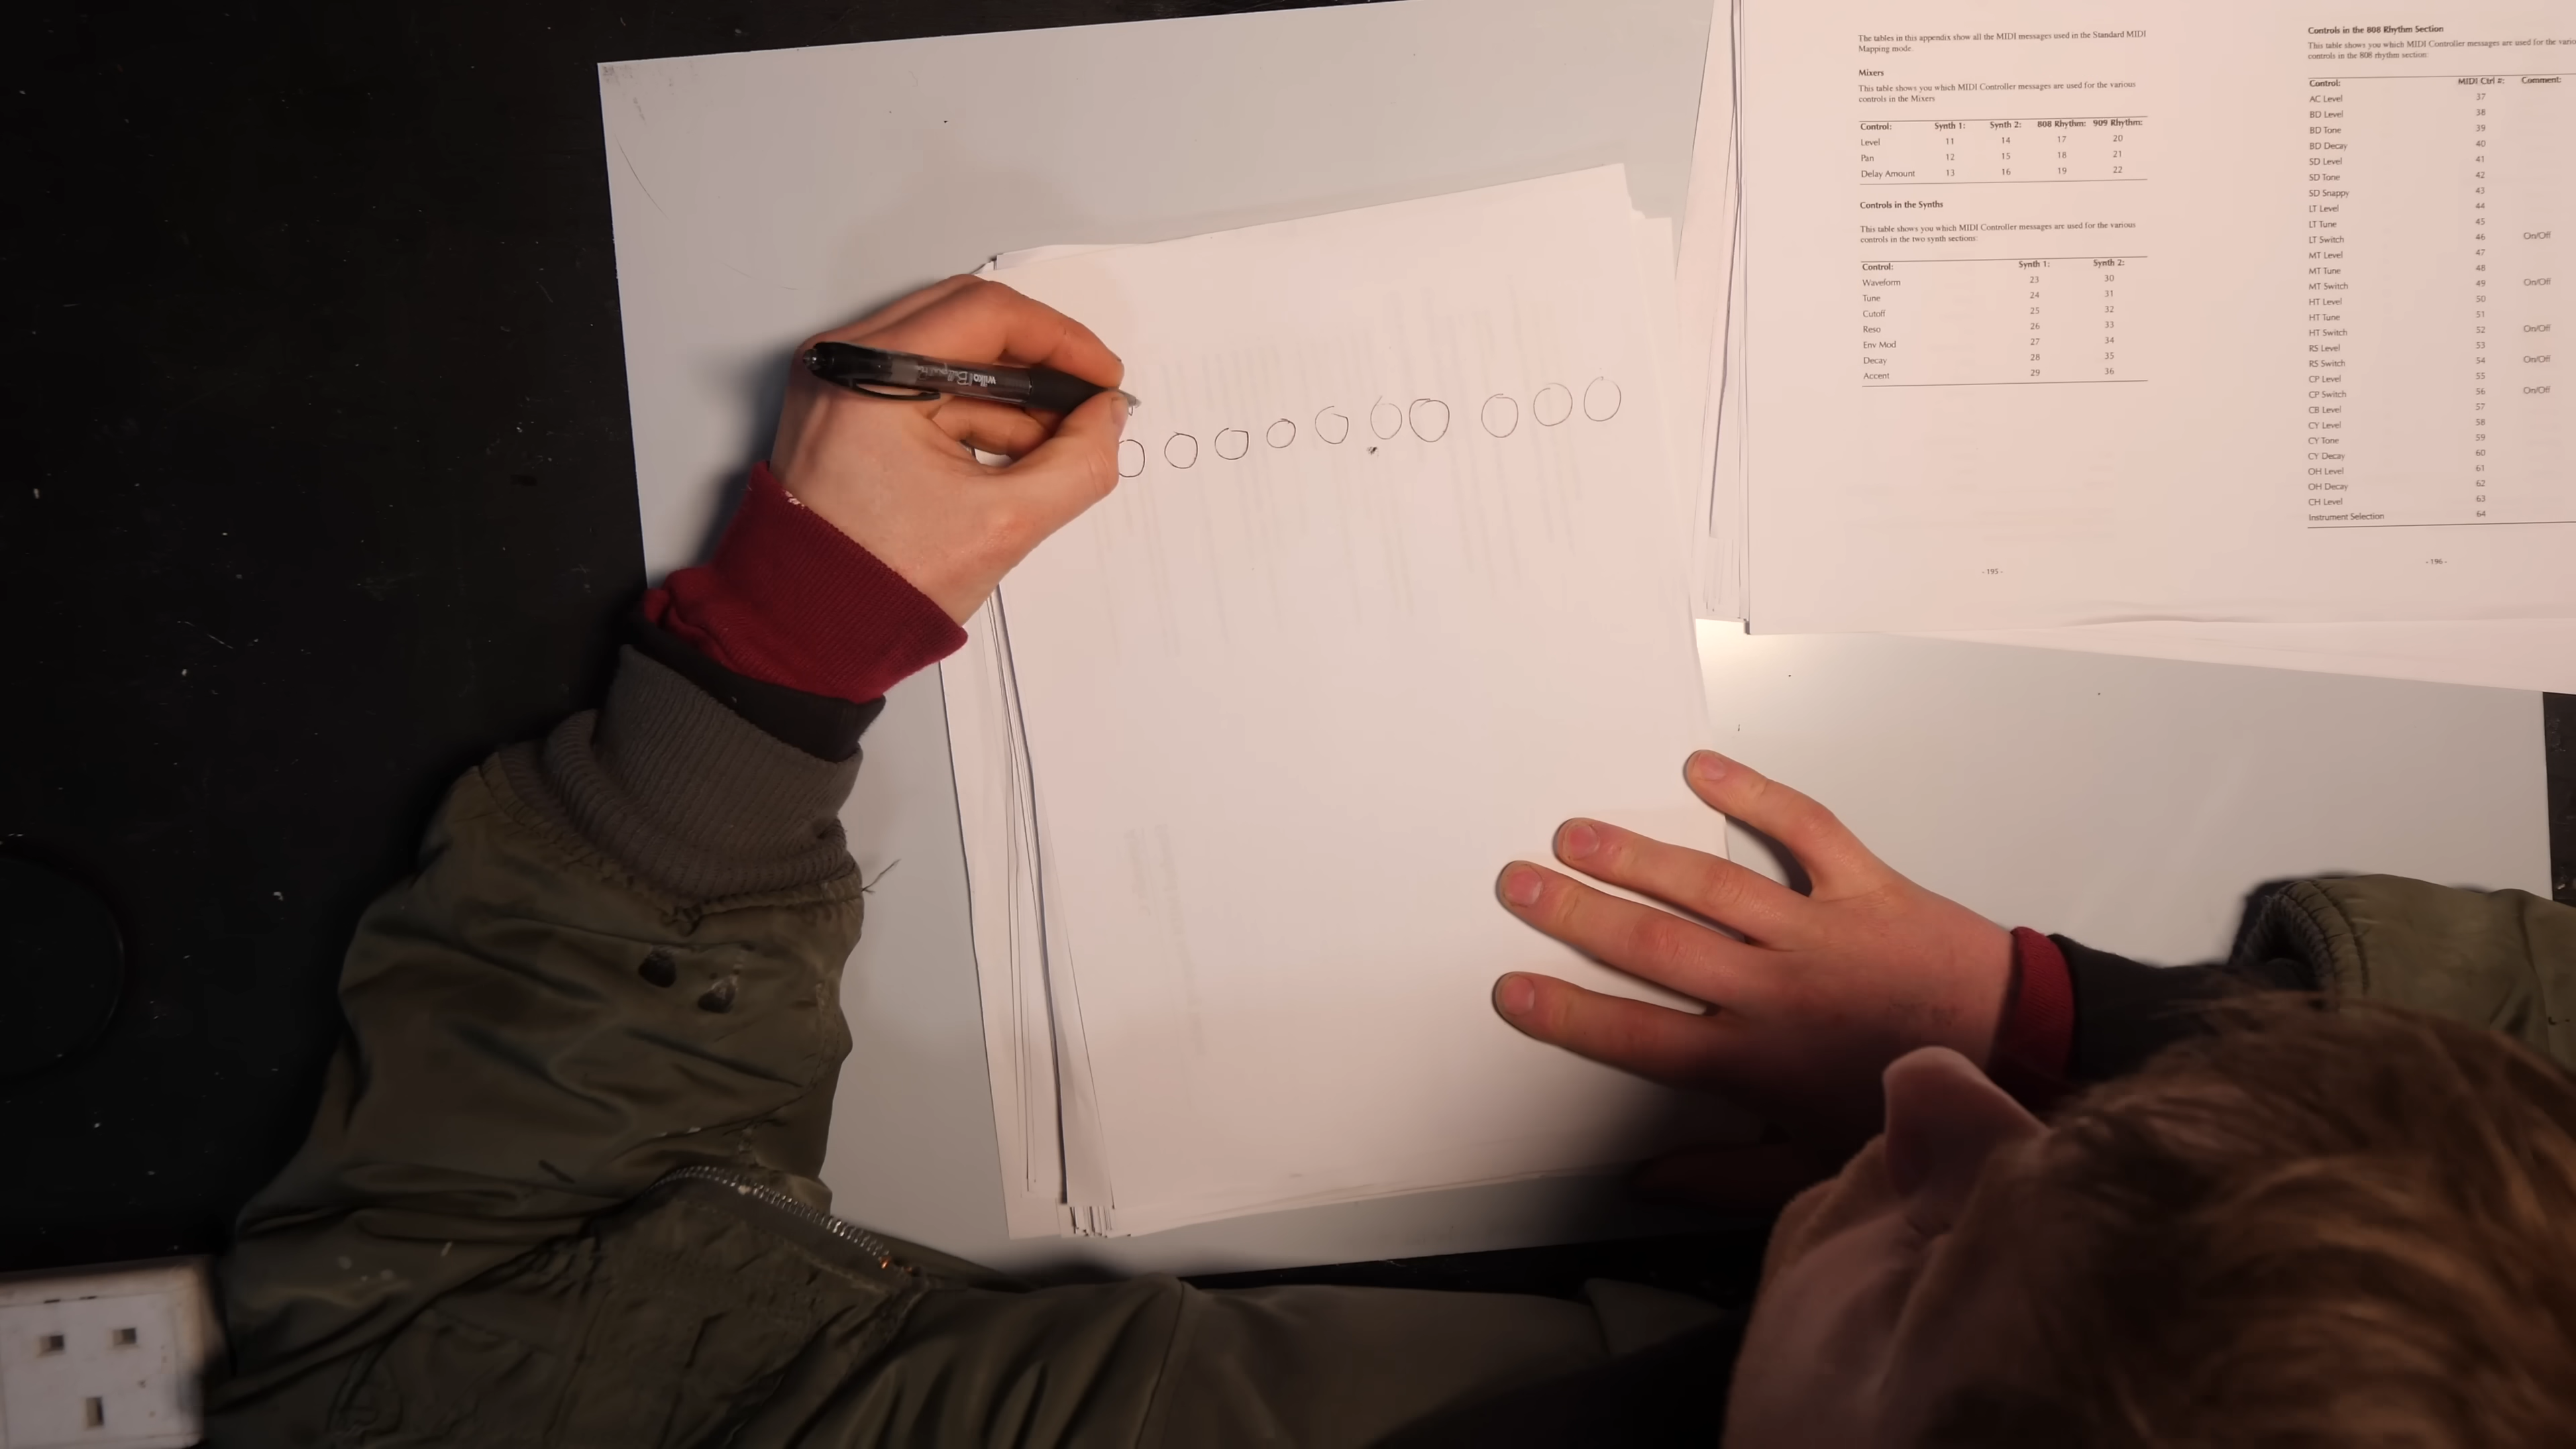 The tables in this appendix show all the MIDI messages used in the Standard MIDI
Mapping mode.
Mixers
This table shows you which MIDI Controller messages are used for the various
controls in the Mixers
Control: Synth 1: Synth 2: 808 Rhythm: 909 Rhythm:
Level 11 14 17 20
Pan 12 15 18 21
Delay Amount 13 16 19 22
Controls in the Synths
This table shows you which MIDI Controller messages are used for the various
controls in the two synth sections:
Control: Synth 1: Synth 2:
Waveform 23 30
Tune 24 31
Cutoff 25 32
Reso 26 33
Env Mod 27 34
Decay 28 35
Accent 29 36
- 195 -
Controls in the 808 Rhythm Section
This table shows you which MIDI Controller messages are used for the
controls in the 808 rhythm section:
Control: MIDI Ctrl #: Comment:
AC Level 37
BD Level 38
BD Tone 39
BD Decay 40
SD Level 41
SD Tone 42
SD Snappy 43
LT Level 44
LT Tune 45
LT Switch 46 On/Off
MT Level 47
MT Tune 48
MT Switch 49 On/Off
HT Level 50
HT Tune 51
HT Switch 52 On/Off
RS Level 53
RS Switch 54 On/Off
CP Level 55
CP Switch 56 On/Off
CB Level 57
CY Level 58
CY Tone 59
CY Decay 60
OH Level 61
OH Decay 62
CH Level 63
Instrument Selection 64
- 196 -
Wilko